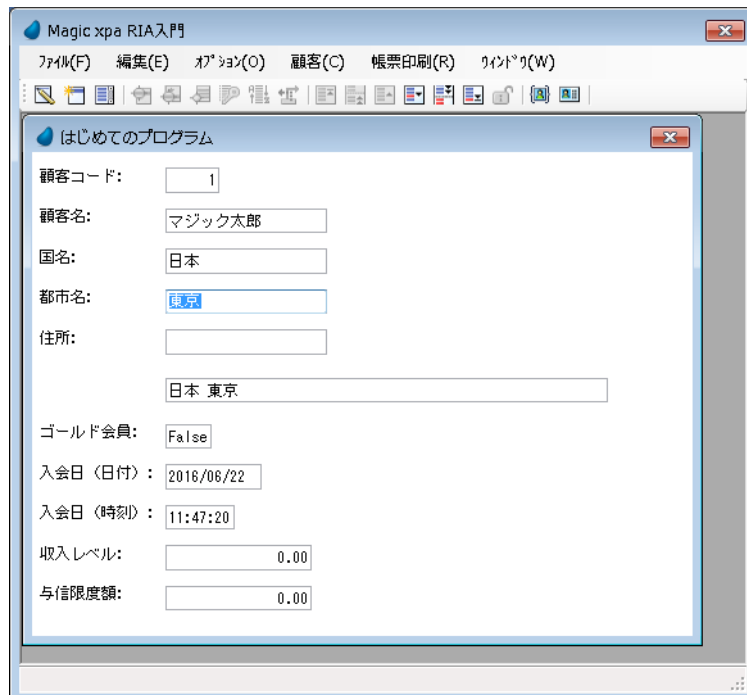 Magic xpa RIA入門
ﾌｧｲﾙ(F) 編集(E) ｵﾌﾟｼｮﾝ(O) 顧客(C) 帳票印刷(R) ｳｨﾝﾄﾞｳ(W)
はじめてのプログラム
顧客コード: 1
顧客名: マジック太郎
国名: 日本
都市名: 東京
住所:
日本 東京
ゴールド会員: False
入会日（日付）: 2016/06/22
入会日（時刻）: 11:47:20
収入レベル: 0.00
与信限度額: 0.00